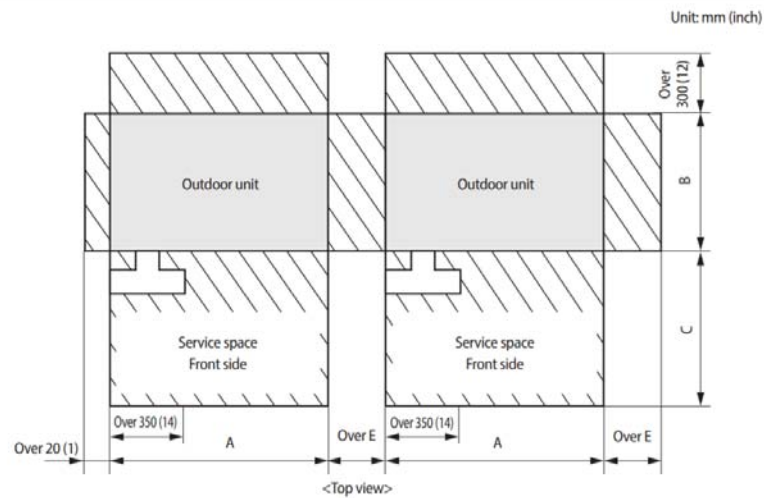 Unit: mm (inch)
Over
300 (12)
Outdoor unit
Outdoor unit
B
Service space
Front side
Service space
Front side
C
Over 350 (14)
Over 350 (14)
Over 20 (1)
A
Over E
A
Over E
<Top view>